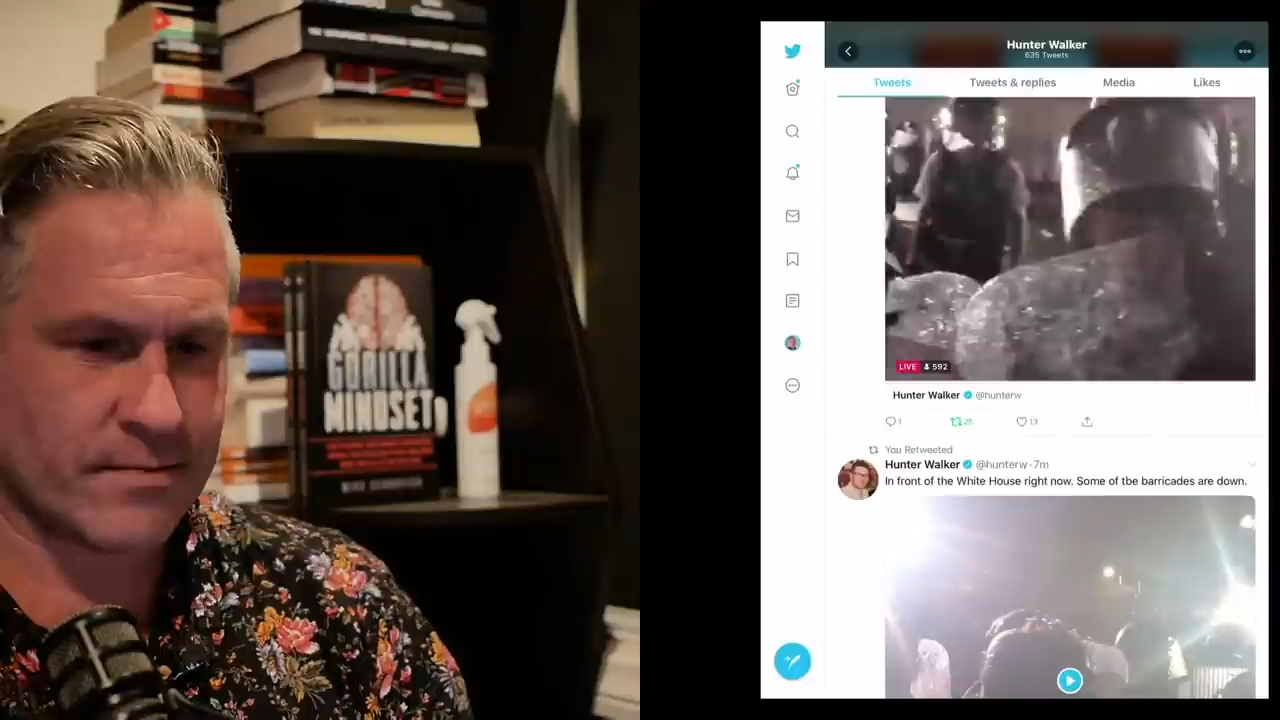 GORILLA
MINDSET
Hunter Walker
635 Tweets
Tweets
Tweets & replies
Media
Likes
LIVE 592
Hunter Walker @hunterw
1
25
13
You Retweeted
Hunter Walker @hunterw · 7m
In front of the White House right now. Some of tbe barricades are down.